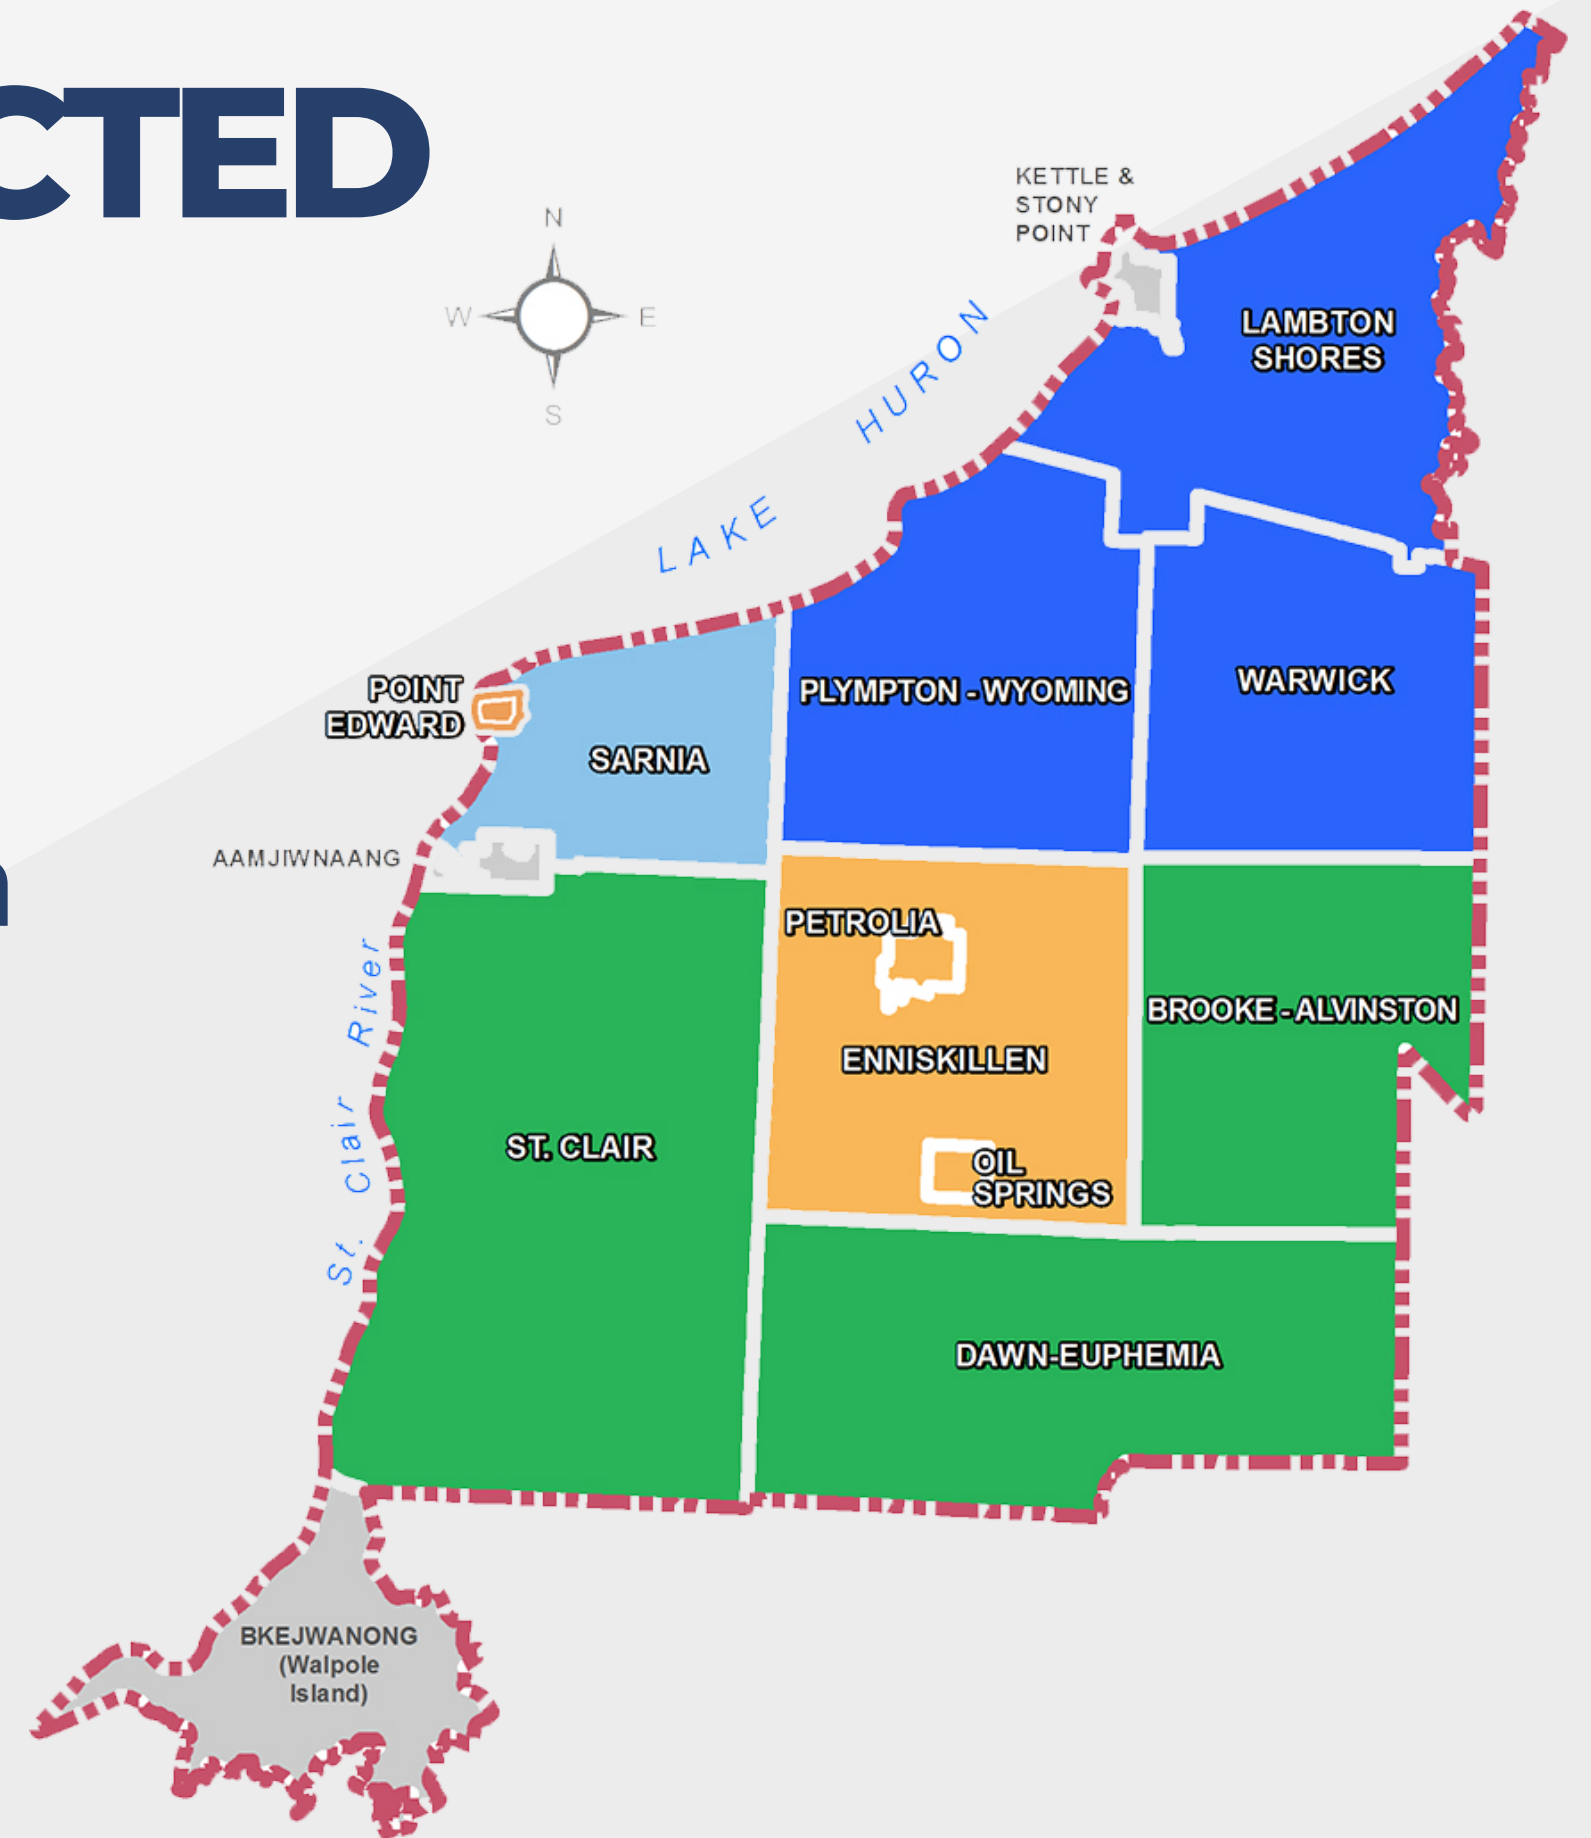 CTED
KETTLE &
STONY
POINT
N
W
E
S
LAMBTON
SHORES
LAKE HURON
POINT
EDWARD
PLYMPTON - WYOMING
WARWICK
SARNIA
AAMJIWNAANG
PETROLIA
St. Clair River
BROOKE - ALVINSTON
ENNISKILLEN
ST. CLAIR
OIL
SPRINGS
DAWN-EUPHEMIA
BKEJWANONG
(Walpole
Island)